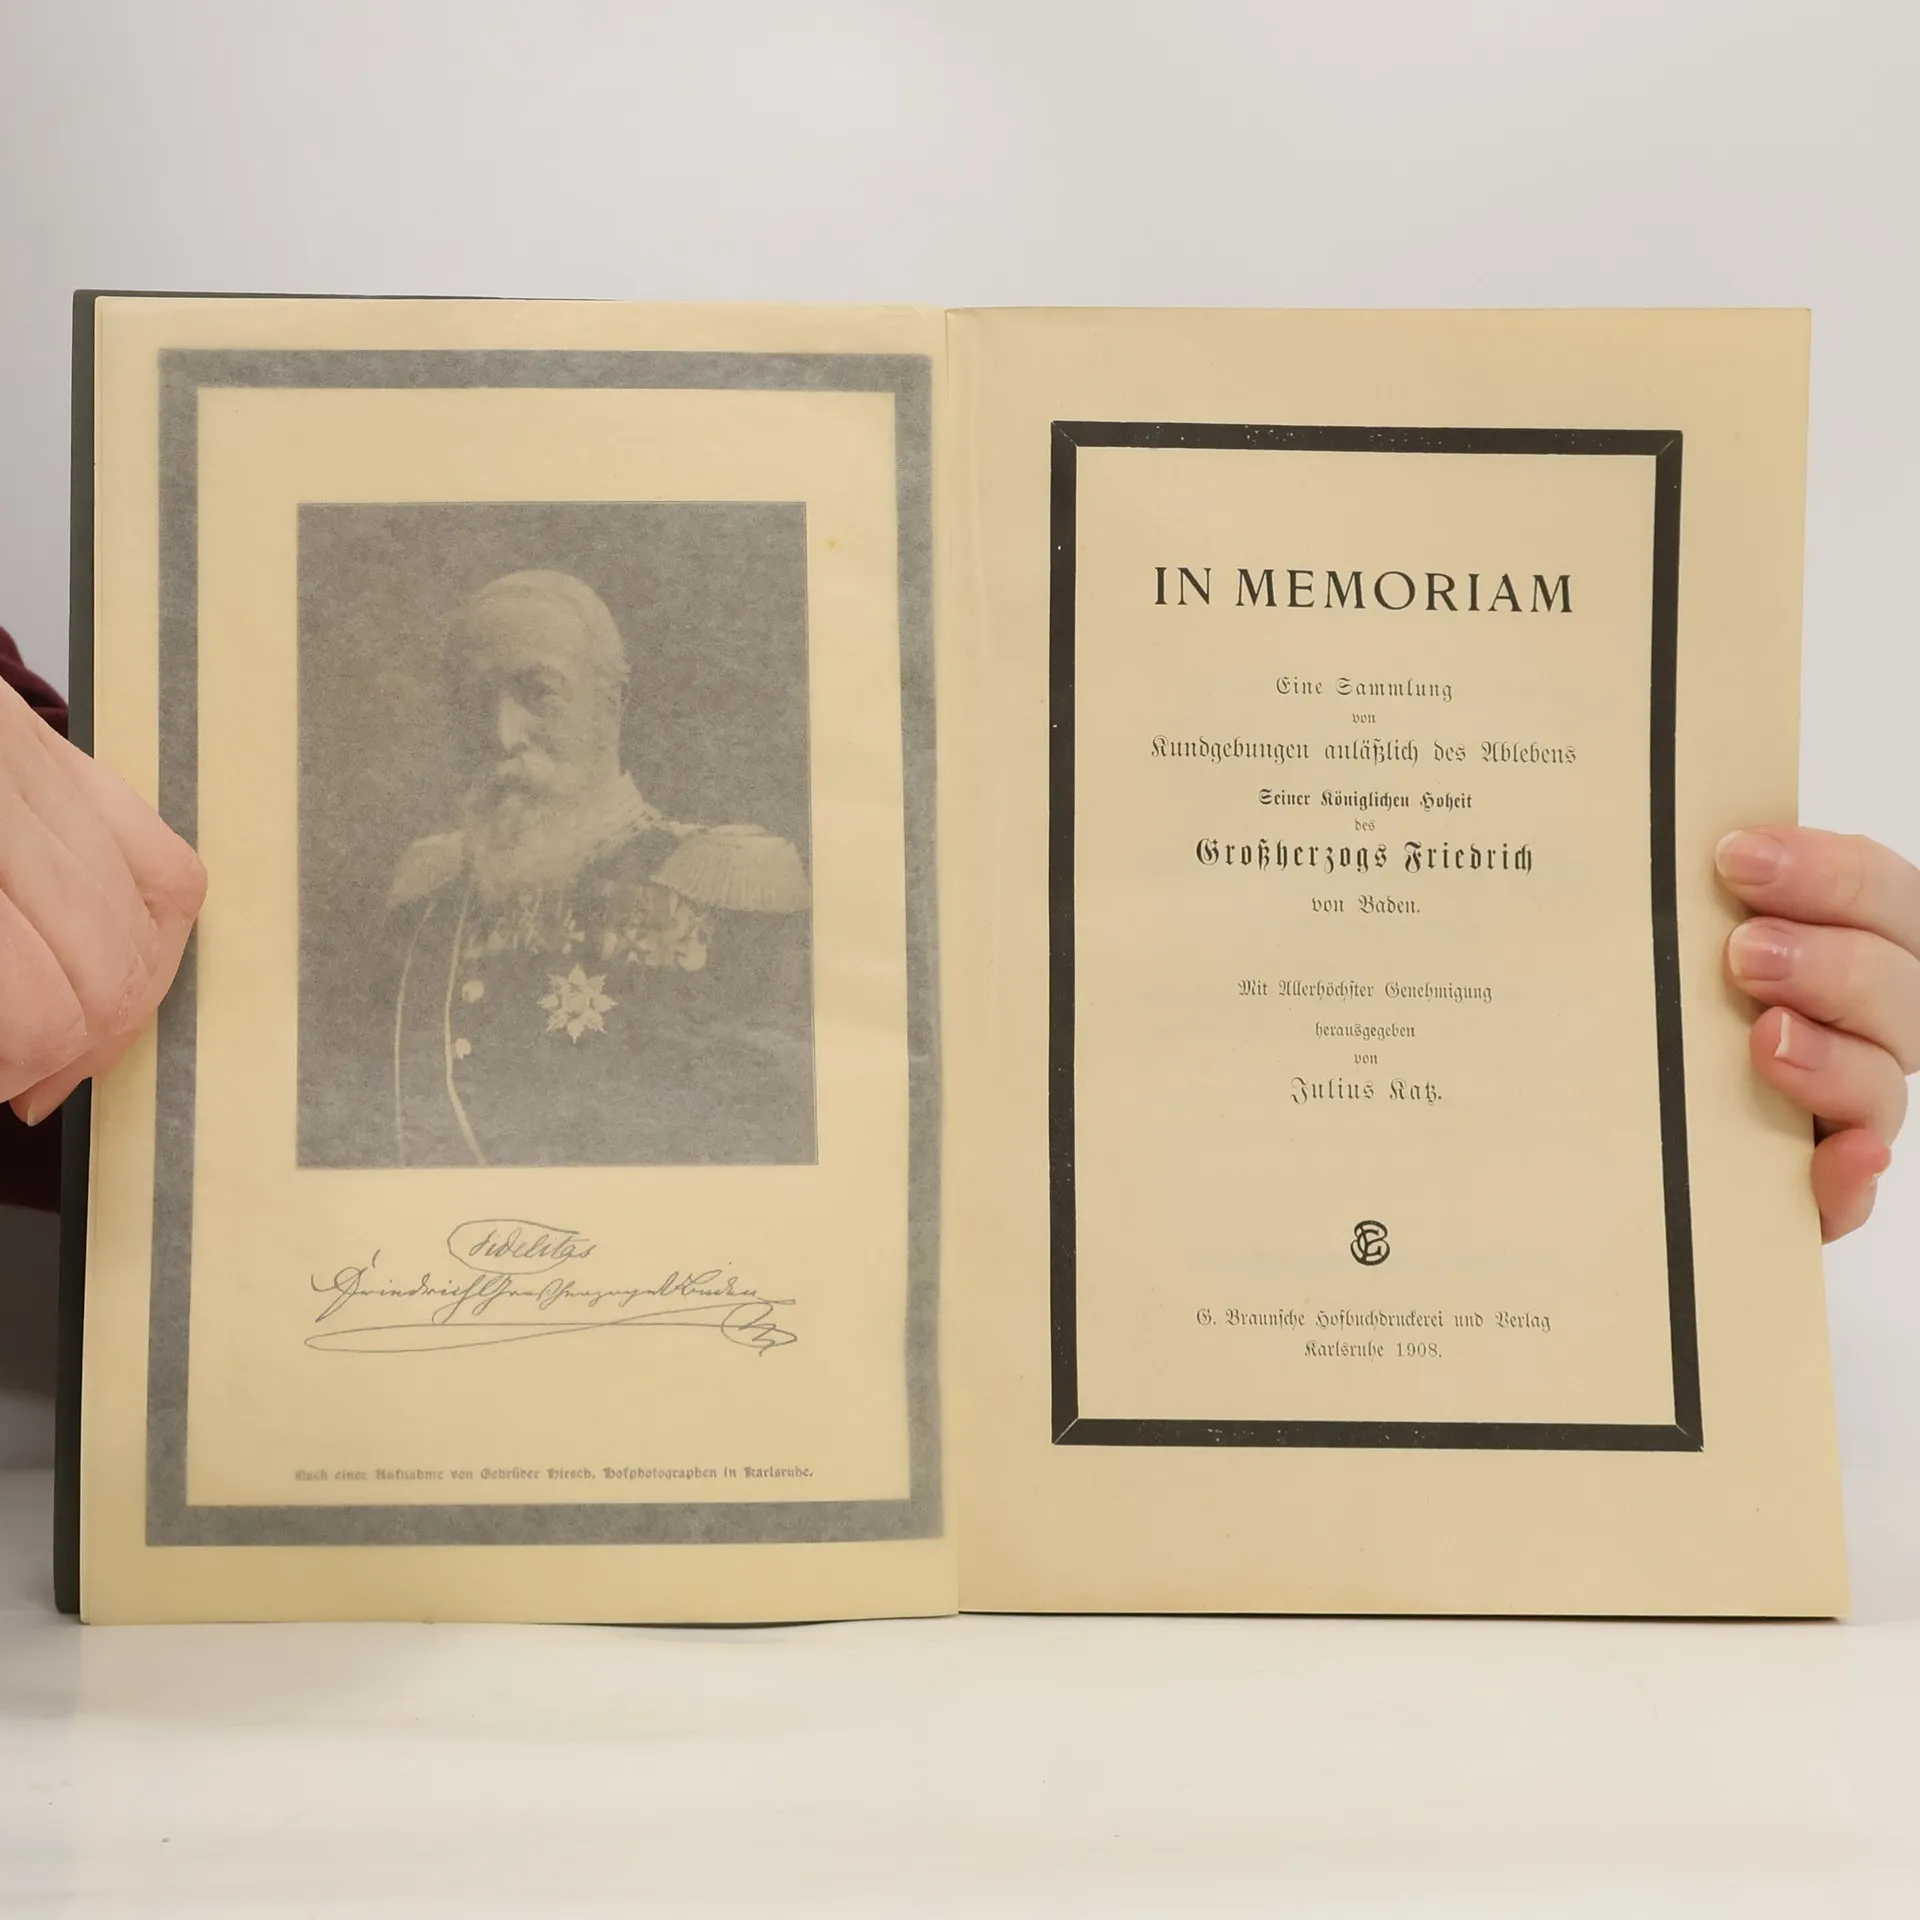 Fidelitas
Friedrich Großherzog v Baden
Nach einer Aufnahme von Gebrüder Hirsch, Hofphotographen in Karlsruhe.
IN MEMORIAM
Eine Sammlung
von
Kundgebungen anläßlich des Ablebens
Seiner Königlichen Hoheit
des
Großherzogs Friedrich
von Baden.
Mit Allerhöchster Genehmigung
herausgegeben
von
Julius Katz.
G. Braunsche Hofbuchdruckerei und Verlag
Karlsruhe 1908.